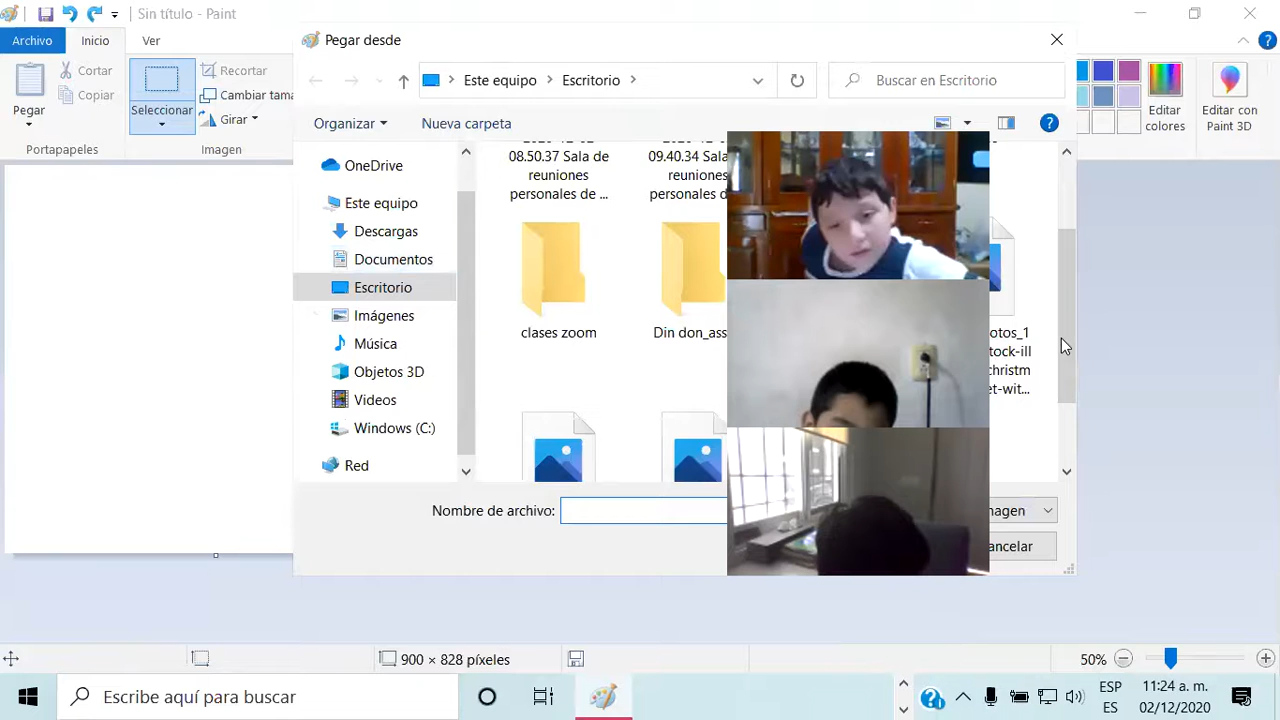 Sin título - Paint
Archivo
Inicio
Ver
Pegar
Cortar
Copiar
Portapapeles
Seleccionar
Recortar
Cambiar tama
Girar
Imagen
Editar
colores
Editar con
Paint 3D
Pegar desde
Este equipo
Escritorio
Buscar en Escritorio
Organizar
Nueva carpeta
OneDrive
Este equipo
Descargas
Documentos
Escritorio
Imágenes
Música
Objetos 3D
Videos
Windows (C:)
Red
08.50.37 Sala de
reuniones
personales de ...
09.40.34 Sala
reuniones
personales de
clases zoom
Din don_ass
otos_1
tock-ill
christm
et-wit...
Nombre de archivo:
magen
ancelar
900 × 828 píxeles
50%
Escribe aquí para buscar
ESP
ES
11:24 a. m.
02/12/2020